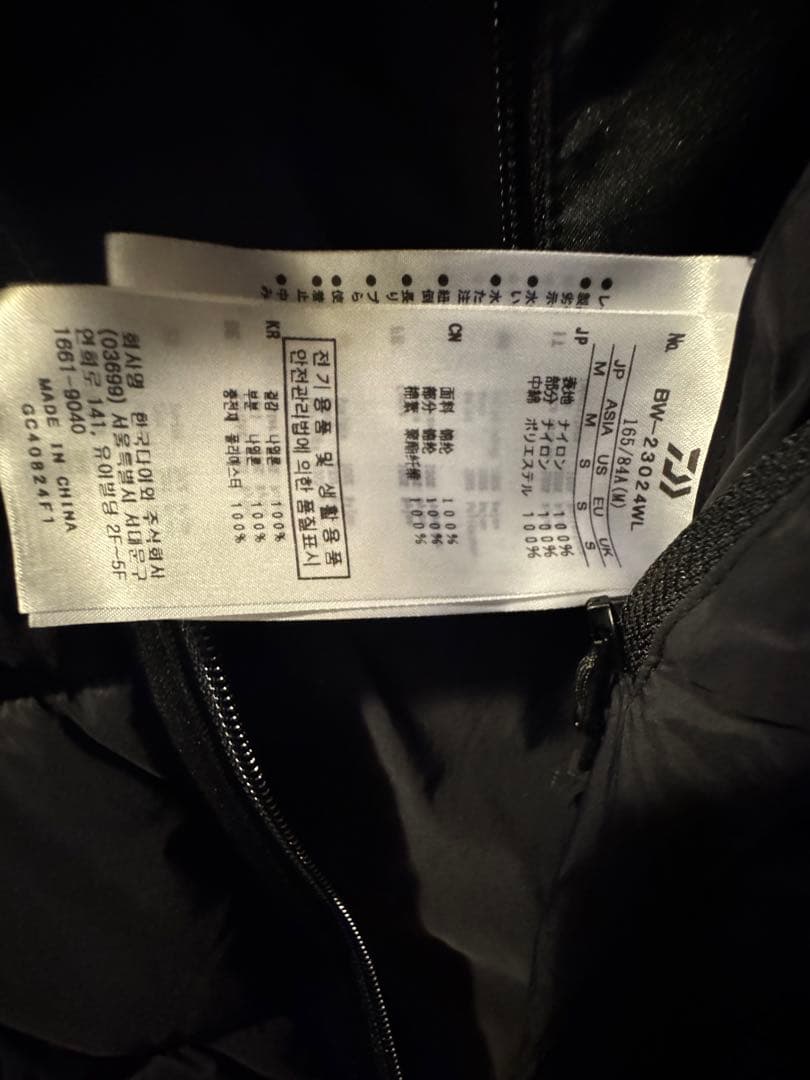 No. BW-23024WL
165/84A(M)
JP ASIA US EU UK
M M S S S
JP
表地 ナイロン 100%
部分 ナイロン 100%
中綿 ポリエステル 100%
CN
面料 锦纶 100%
部分 锦纶 100%
棉絮 聚酯纤维 100%
전기용품 및 생활용품
안전관리법에 의한 품질표시
KR
겉감 나일론 100%
부분 나일론 100%
충전재 폴리에스터 100%
회사명 한국다이와 주식회사
(03699) 서울특별시 서대문구
연희로 141, 유이빌딩 2F~5F
1661-9040
MADE IN CHINA
GC40824F1